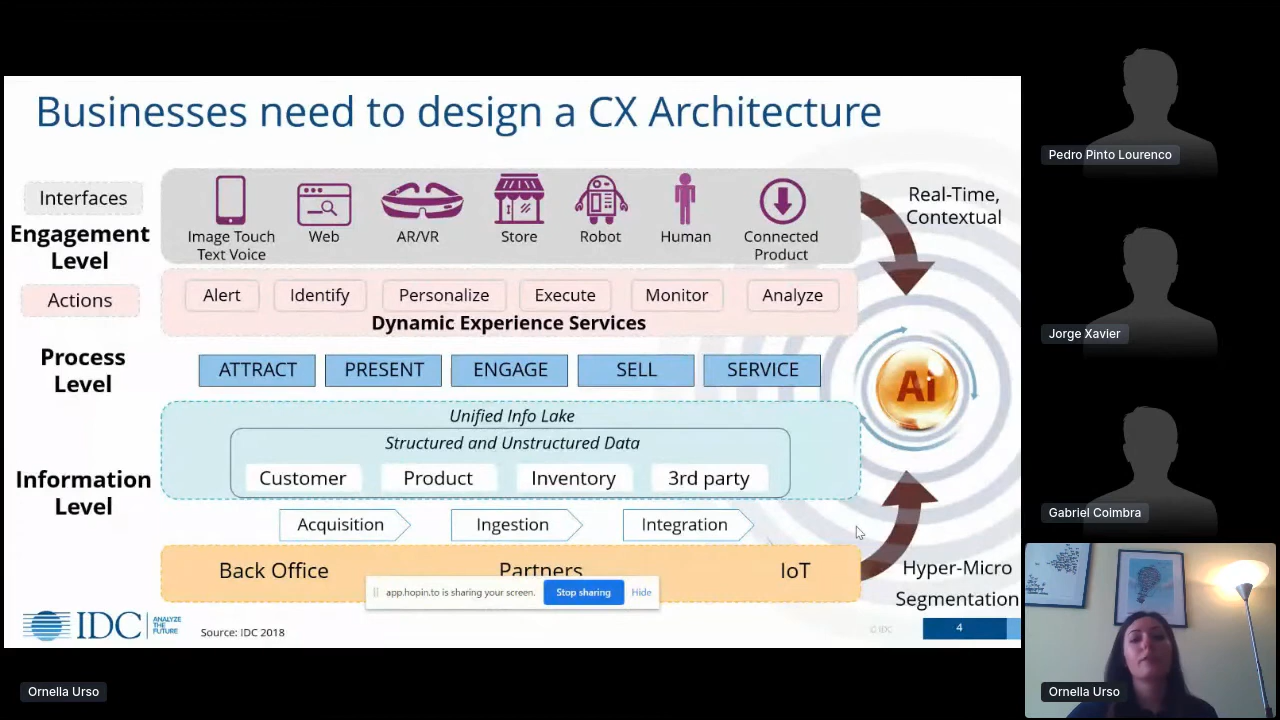 Businesses need to design a CX Architecture
Interfaces
Engagement
Level
Actions
Image Touch
Text Voice
Web
AR/VR
Store
Robot
Human
Connected
Product
Real-Time,
Contextual
Alert
Identify
Personalize
Execute
Monitor
Analyze
Dynamic Experience Services
Process
Level
ATTRACT
PRESENT
ENGAGE
SELL
SERVICE
Ai
Unified Info Lake
Structured and Unstructured Data
Customer
Product
Inventory
3rd party
Information
Level
Acquisition
Ingestion
Integration
Back Office
Partners
IoT
Hyper-Micro
Segmentation
app.hopin.to is sharing your screen.
Stop sharing
Hide
IDC
ANALYZE
THE
FUTURE
Source: IDC 2018
© IDC
4
Pedro Pinto Lourenco
Jorge Xavier
Gabriel Coimbra
Ornella Urso
Ornella Urso